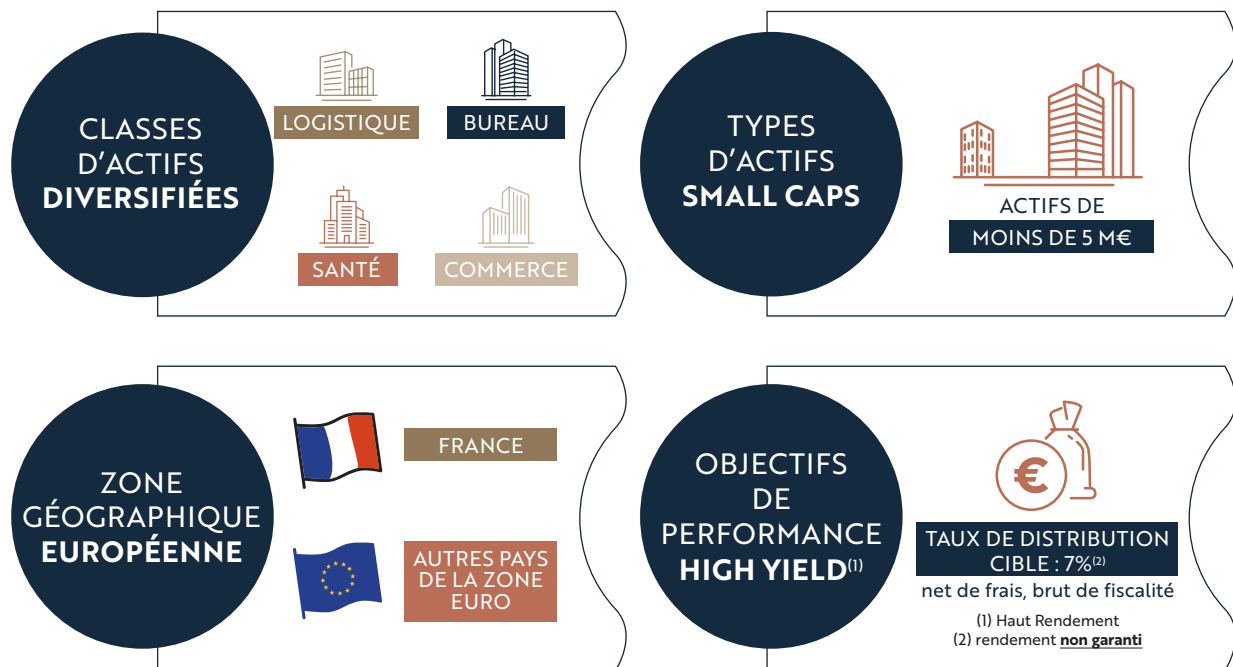 CLASSES
D’ACTIFS
DIVERSIFIÉES
LOGISTIQUE
BUREAU
SANTÉ
COMMERCE
TYPES
D’ACTIFS
SMALL CAPS
ACTIFS DE
MOINS DE 5 M€
ZONE
GÉOGRAPHIQUE
EUROPÉENNE
FRANCE
AUTRES PAYS
DE LA ZONE
EURO
OBJECTIFS
DE
PERFORMANCE
HIGH YIELD(1)
€
TAUX DE DISTRIBUTION
CIBLE : 7%(2)
net de frais, brut de fiscalité
(1) Haut Rendement
(2) rendement non garanti